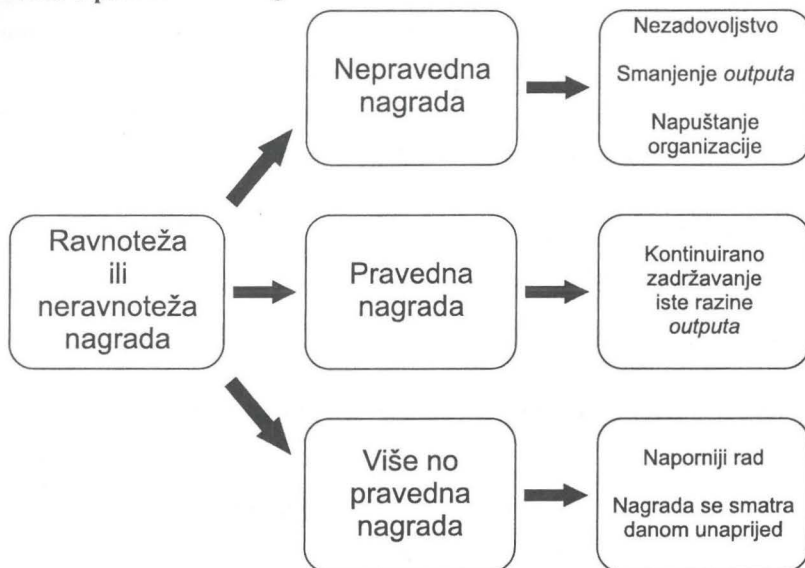 Nepravedna
nagrada
Nezadovoljstvo
Smanjenje outputa
Napuštanje
organizacije
Ravnoteža
ili
neravnoteža
nagrada
Pravedna
nagrada
Kontinuirano
zadržavanje
iste razine
outputa
Više no
pravedna
nagrada
Naporniji rad
Nagrada se smatra
danom unaprijed